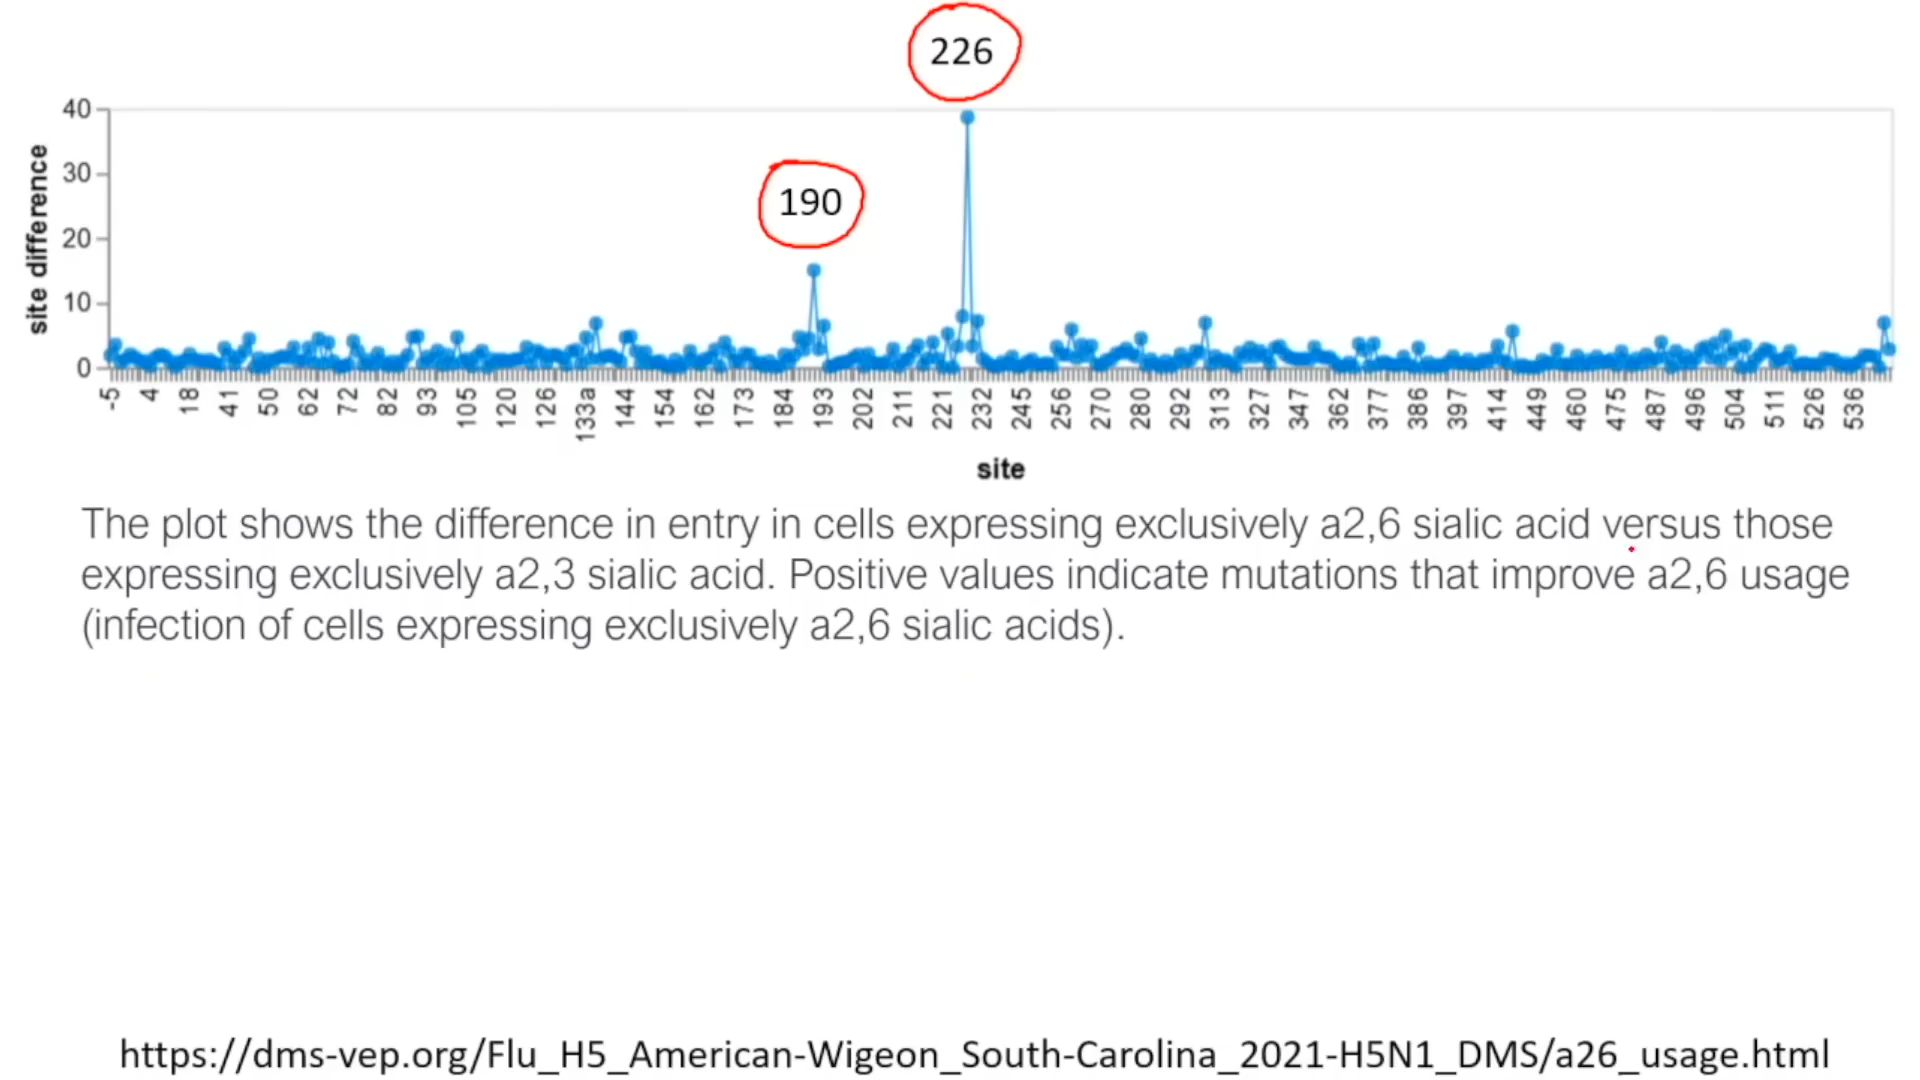 226
190
40
30
20
10
0
site difference
-5 4 18 41 50 62 72 82 93 105 120 126 133a 144 154 162 173 184 193 202 211 221 232 245 256 270 280 292 313 327 347 362 377 386 397 414 449 460 475 487 496 504 511 526 536
site
The plot shows the difference in entry in cells expressing exclusively a2,6 sialic acid versus those
expressing exclusively a2,3 sialic acid. Positive values indicate mutations that improve a2,6 usage
(infection of cells expressing exclusively a2,6 sialic acids).
https://dms-vep.org/Flu_H5_American-Wigeon_South-Carolina_2021-H5N1_DMS/a26_usage.html